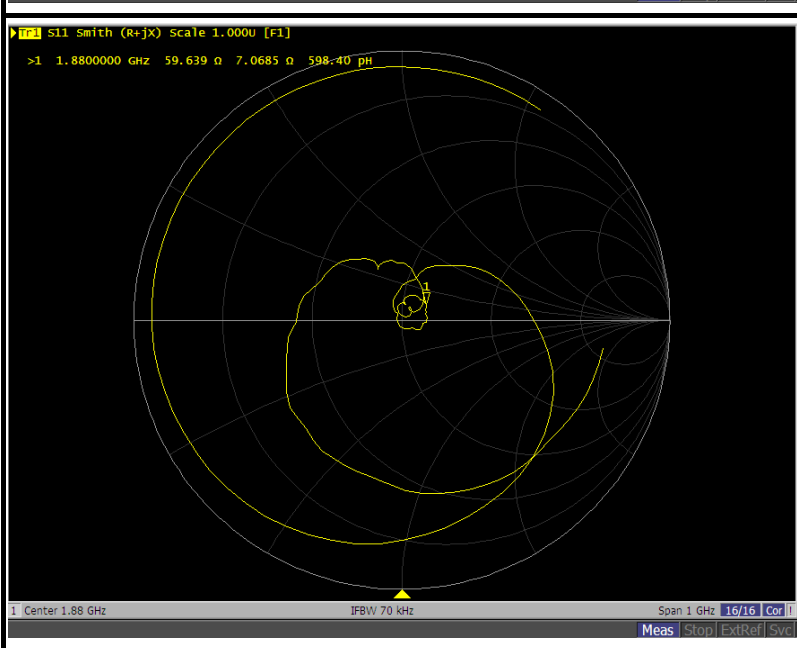 Tr1 S11 Smith (R+jX) Scale 1.000U [F1]
>1 1.8800000 GHz 59.639 Ω 7.0685 Ω 598.40 pH
1
1 Center 1.88 GHz IFBW 70 kHz Span 1 GHz 16/16 Cor !
Meas Stop ExtRef Svc